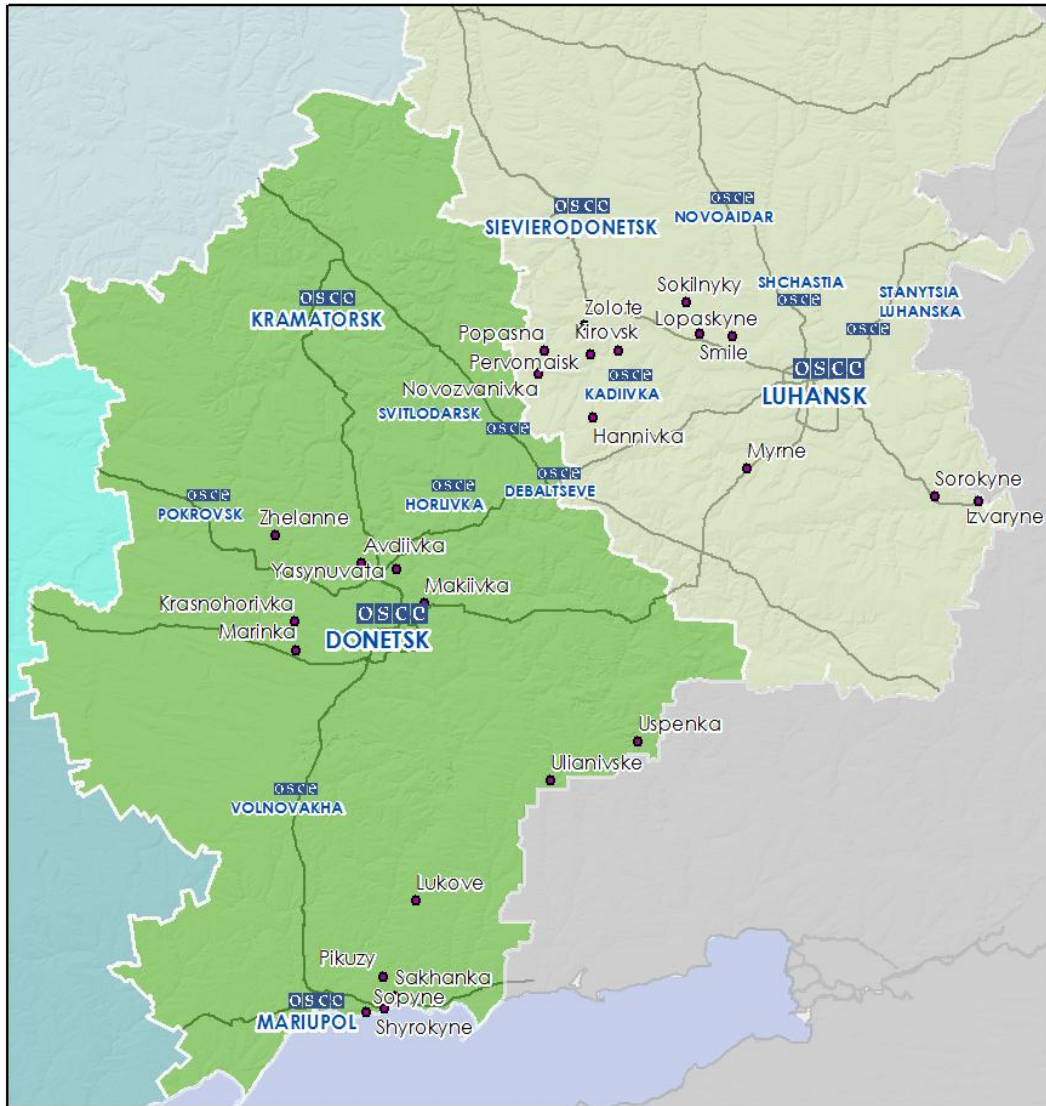 osce
SIEVIERODONETSK
osce
NOVOAIDAR
osce
KRAMATORSK
Sokilnyky
SHCHASTIA
osce
STANYTSIA
LUHANSKA
osce
Zolote
Lopaskyne
Kirovsk
Smile
Popasna
Pervomaisk
Novozvanivka
osce
KADIIVKA
osce
LUHANSK
SVITLODARSK
osce
Hannivka
osce
DEBALTSEVE
osce
HORLIVKA
Myrne
Sorokyne
Izvaryne
osce
POKROVSK
Zhelanne
Avdiivka
Yasynuvata
Makiivka
Krasnohorivka
osce
DONETSK
Marinka
Uspenka
Ulianivske
osce
VOLNOVAKHA
Lukove
Pikuzy
Sakhanka
osce
MARIUPOL
Sopyne
Shyrokyne